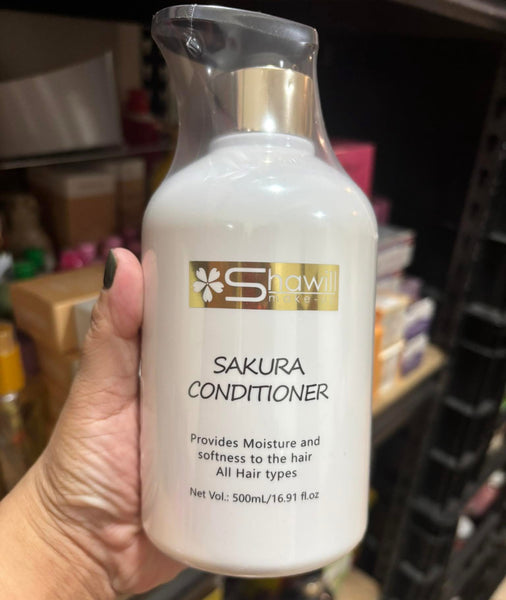 Shawill
make-
SAKURA
CONDITIONER
Provides Moisture and
softness to the hair
All Hair types
Net Vol.: 500mL/16.91 fl.oz